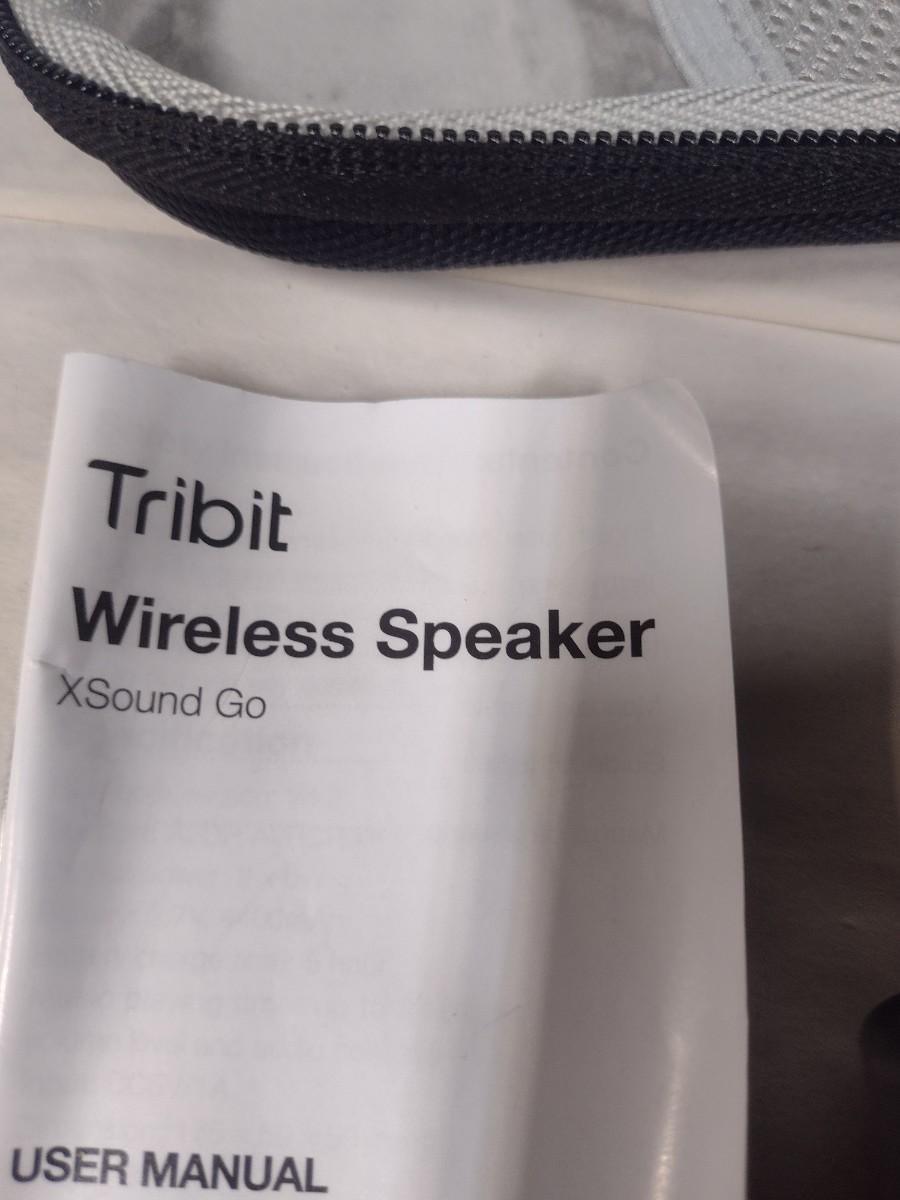 Tribit
Wireless Speaker
XSound Go
USER MANUAL